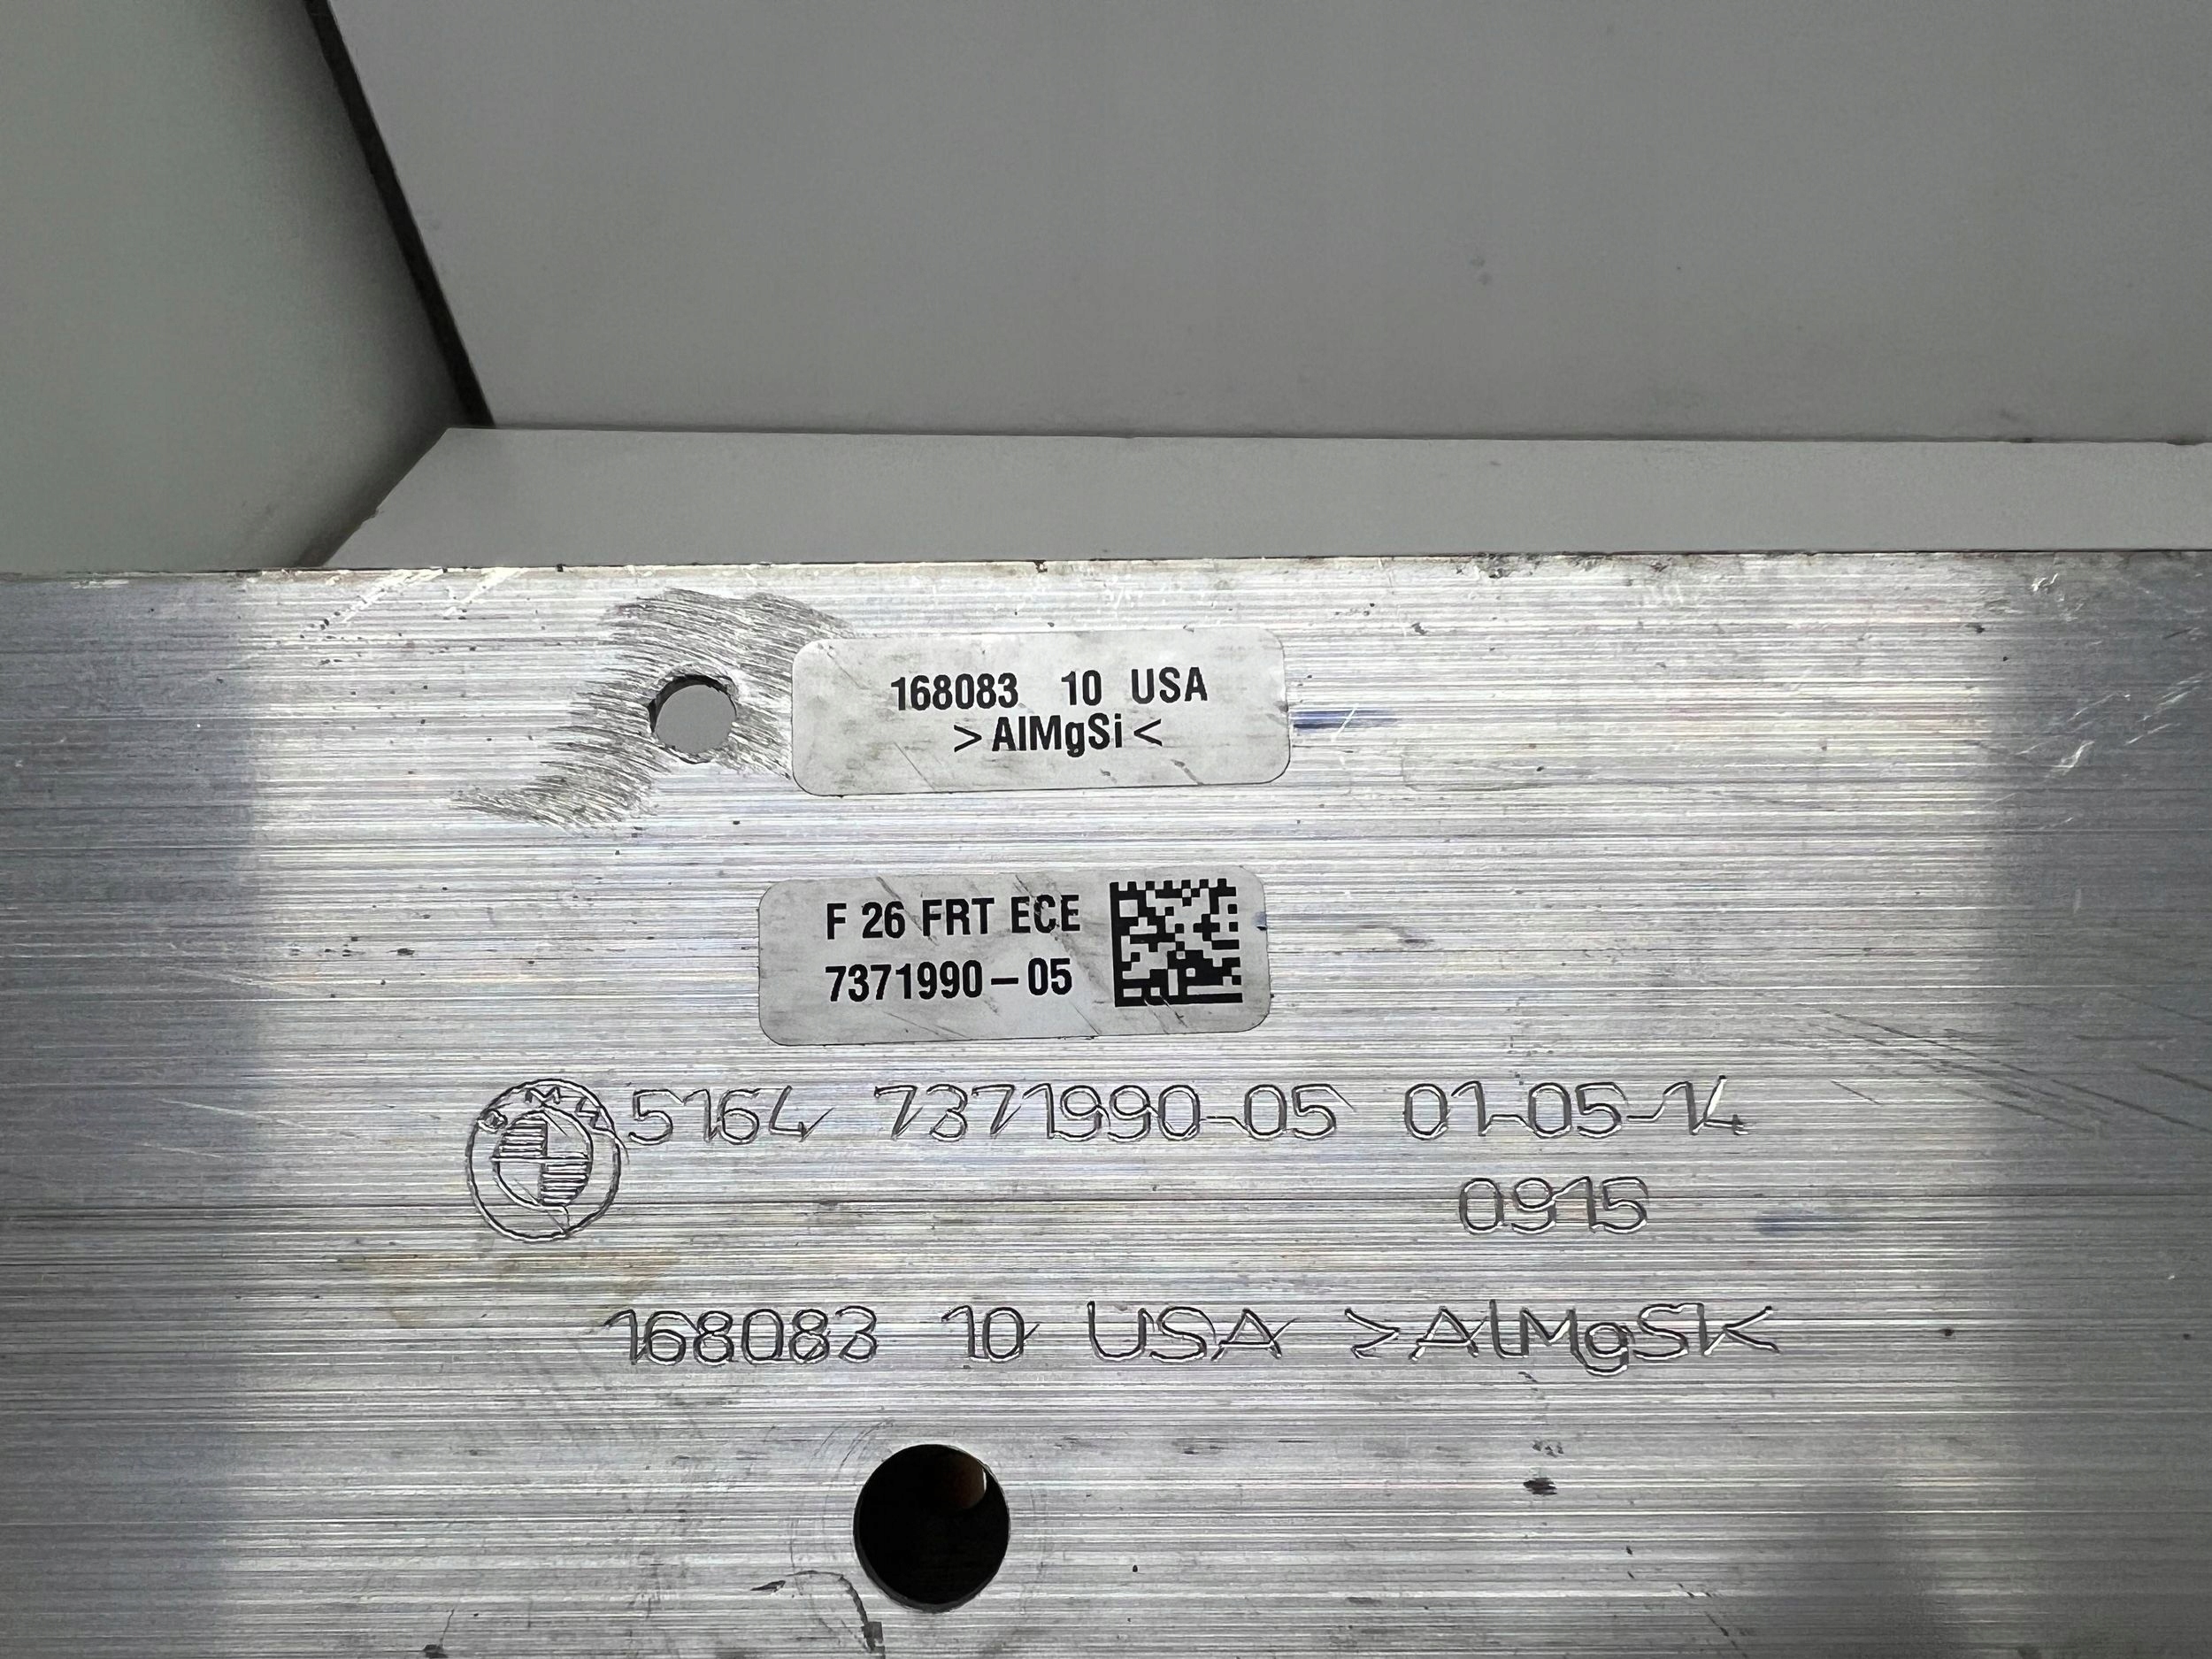 168083 10 USA
>AlMgSi<
F 26 FRT ECE
7371990-05
BMW 5164 7371990-05 01-05-14
0915
168083 10 USA >AlMgSi<